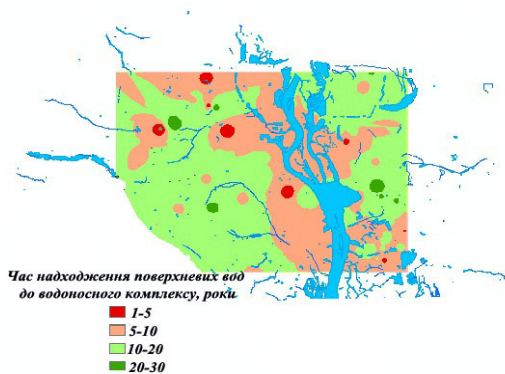 Час надходження поверхневих вод
до водоносного комплексу, роки
1-5
5-10
10-20
20-30